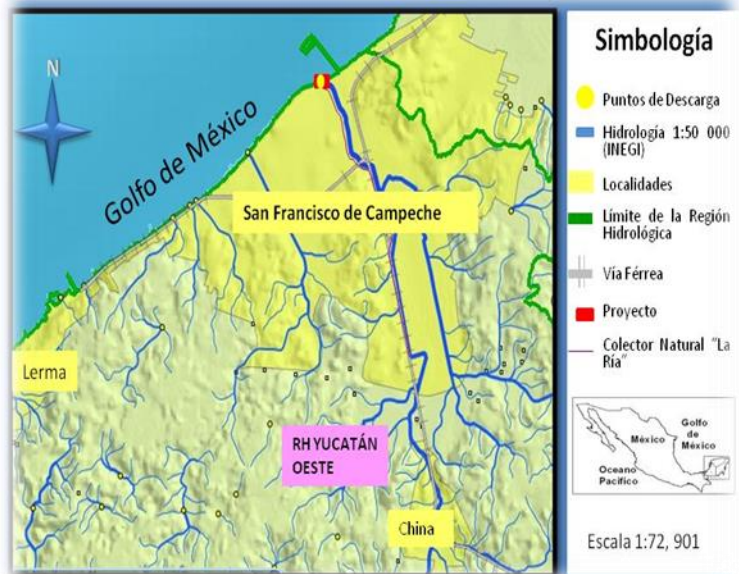 N
Golfo de México
San Francisco de Campeche
Lerma
RH YUCATÁN
OESTE
China
Simbología
Puntos de Descarga
Hidrología 1:50 000
(INEGI)
Localidades
Límite de la Región
Hidrológica
Vía Férrea
Proyecto
Colector Natural "La
Ría"
México
Golfo
de
México
Oceano
Pacífico
Escala 1:72, 901